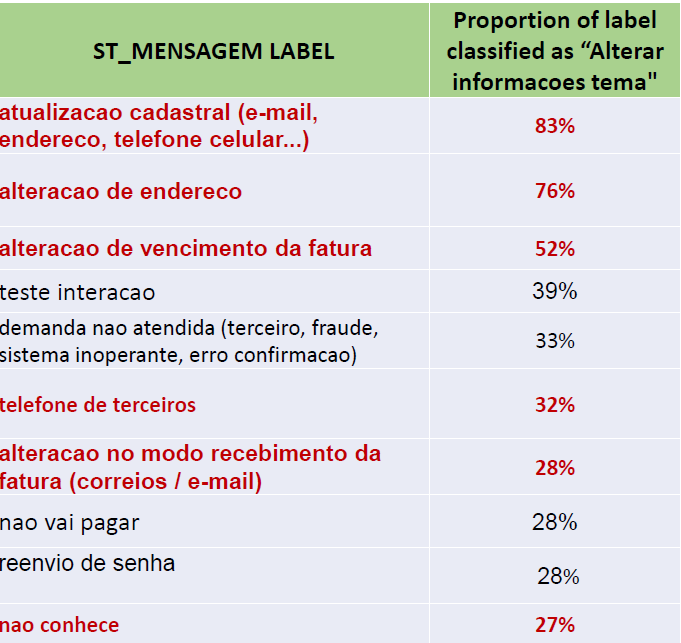 ST_MENSAGEM LABEL
Proportion of label
classified as “Alterar
informacoes tema"
atualizacao cadastral (e-mail,
endereco, telefone celular...)
83%
alteracao de endereco
76%
alteracao de vencimento da fatura
52%
teste interacao
39%
demanda nao atendida (terceiro, fraude,
sistema inoperante, erro confirmacao)
33%
telefone de terceiros
32%
alteracao no modo recebimento da
fatura (correios / e-mail)
28%
nao vai pagar
28%
reenvio de senha
28%
nao conhece
27%